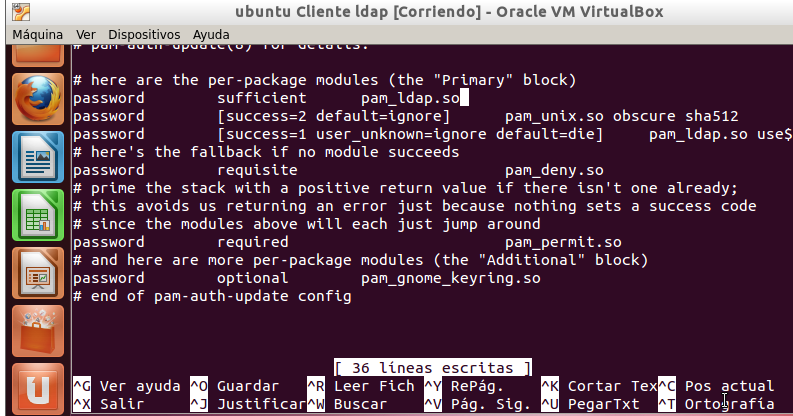 ubuntu Cliente ldap [Corriendo] - Oracle VM VirtualBox
Máquina Ver Dispositivos Ayuda
# pam-auth-update(8) for details.
# here are the per-package modules (the "Primary" block)
password sufficient pam_ldap.so
password [success=2 default=ignore] pam_unix.so obscure sha512
password [success=1 user_unknown=ignore default=die] pam_ldap.so use$
# here's the fallback if no module succeeds
password requisite pam_deny.so
# prime the stack with a positive return value if there isn't one already;
# this avoids us returning an error just because nothing sets a success code
# since the modules above will each just jump around
password required pam_permit.so
# and here are more per-package modules (the "Additional" block)
password optional pam_gnome_keyring.so
# end of pam-auth-update config
[ 36 líneas escritas ]
^G Ver ayuda ^O Guardar ^R Leer Fich ^Y RePág. ^K Cortar Tex ^C Pos actual
^X Salir ^J Justificar ^W Buscar ^V Pág. Sig. ^U PegarTxt ^T Ortografía